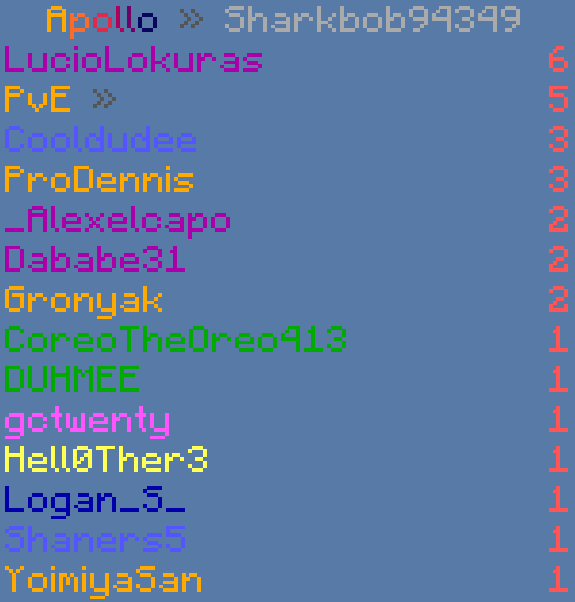 Apollo » Sharkbob94349
LucioLokuras 6
PvE » 5
Cooldudee 3
ProDennis 3
_Alexelcapo 2
Dababe31 2
Gronyak 2
CoreoTheOreo413 1
DUHMEE 1
gctwenty 1
Hell0Ther3 1
Logan_S_ 1
Shaners5 1
YoimiyaSan 1